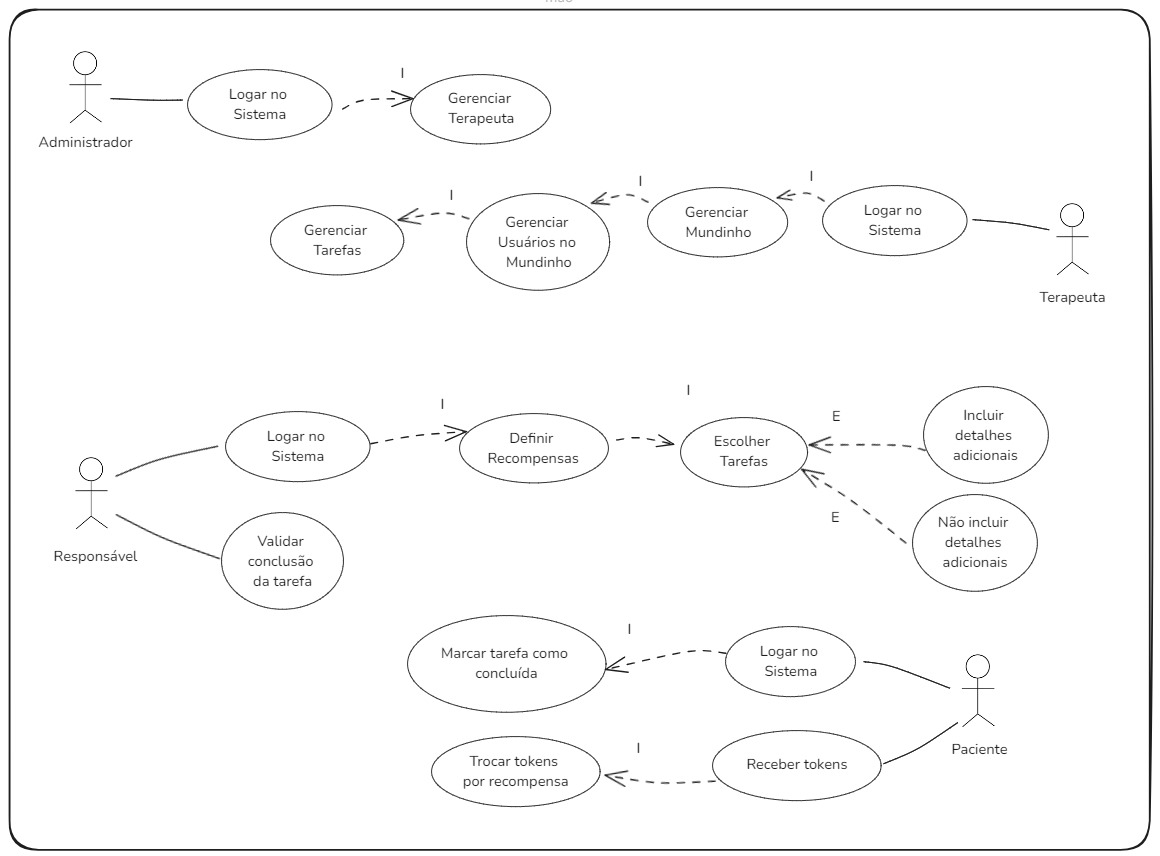 I
Logar no
Sistema
Gerenciar
Terapeuta
Administrador
I
I
I
Gerenciar
Tarefas
Gerenciar
Usuários no
Mundinho
Gerenciar
Mundinho
Logar no
Sistema
Terapeuta
I
I
E
Logar no
Sistema
Definir
Recompensas
Escolher
Tarefas
Incluir
detalhes
adicionais
E
Não incluir
detalhes
adicionais
Responsável
Validar
conclusão
da tarefa
I
Marcar tarefa como
concluída
Logar no
Sistema
Paciente
I
Trocar tokens
por recompensa
Receber tokens